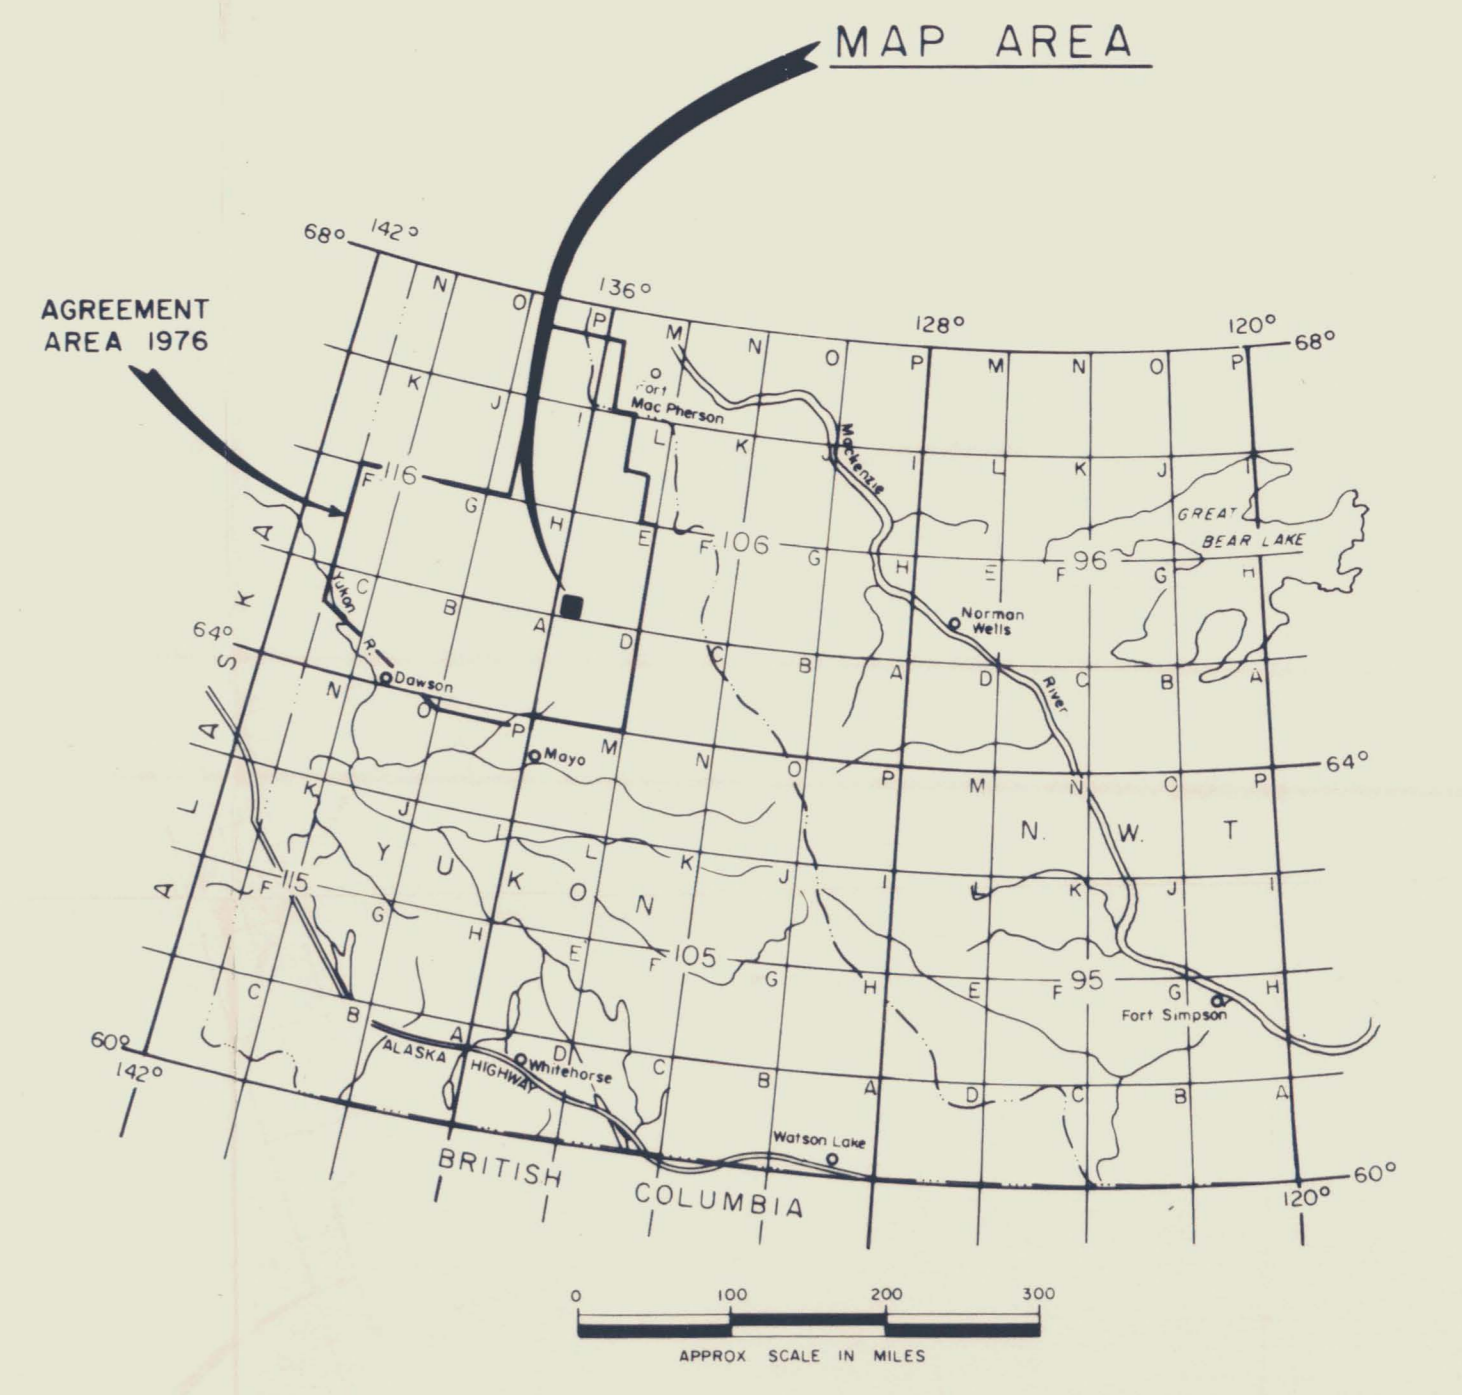 MAP AREA
AGREEMENT
AREA 1976
68° 142°
136°
128°
120°
68°
N O P M N O P M N O P
Fort
Mac Pherson
K J I L K J I L K J I
Mackenzie
F 116 G H E F 106 G H E F 96 G H
GREAT
BEAR LAKE
Yukon
R.
C B A D C B A D C B A
Norman
Wells
River
64°
Dawson
N O P M N O P M N O P
64°
Mayo
K J I L K J I L K J I
ALASKA
YUKON
N. W. T
F 115 G H E F 105 G H E F 95 G H
Fort Simpson
C B A D C B A D C B A
ALASKA HIGHWAY
Whitehorse
Watson Lake
60°
142°
BRITISH COLUMBIA
60°
120°
0 100 200 300
APPROX SCALE IN MILES